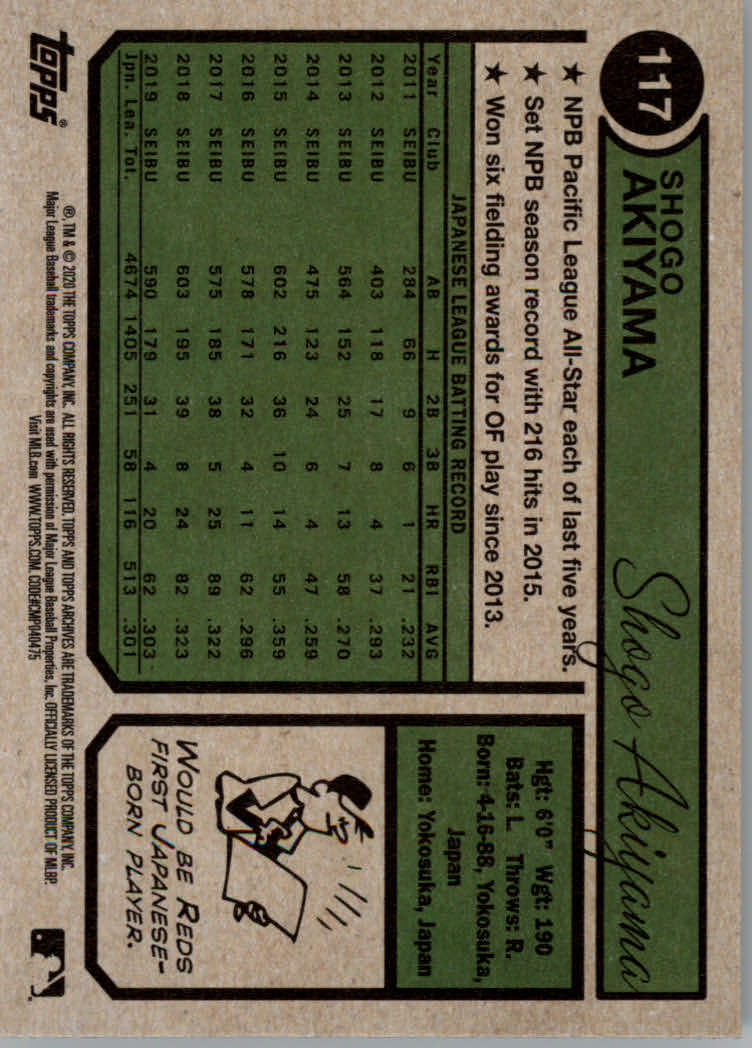 117
SHOGO
AKIYAMA
Shogo Akiyama
★ NPB Pacific League All-Star each of last five years.
★ Set NPB season record with 216 hits in 2015.
★ Won six fielding awards for OF play since 2013.
JAPANESE LEAGUE BATTING RECORD
Year Club AB H 2B 3B HR RBI AVG
2011 SEIBU 284 66 9 6 1 21 .232
2012 SEIBU 403 118 17 8 4 37 .293
2013 SEIBU 564 152 25 7 13 58 .270
2014 SEIBU 475 123 24 6 4 47 .259
2015 SEIBU 602 216 36 10 14 55 .359
2016 SEIBU 578 171 32 4 11 62 .296
2017 SEIBU 575 185 38 5 25 89 .322
2018 SEIBU 603 195 39 8 24 82 .323
2019 SEIBU 590 179 31 4 20 62 .303
Jpn. Lea. Tot. 4674 1405 251 58 116 513 .301
Hgt: 6'0" Wgt: 190
Bats: L. Throws: R.
Born: 4-16-88, Yokosuka,
Japan
Home: Yokosuka, Japan
WOULD BE REDS
FIRST JAPANESE-
BORN PLAYER.
topps®
®, TM & © 2020 THE TOPPS COMPANY, INC. ALL RIGHTS RESERVED. TOPPS AND TOPPS ARCHIVES ARE TRADEMARKS OF THE TOPPS COMPANY, INC.
Major League Baseball trademarks and copyrights are used with permission of Major League Baseball Properties, Inc. OFFICIALLY LICENSED PRODUCT OF MLBP.
Visit MLB.com WWW.TOPPS.COM. CODE#CMP040475